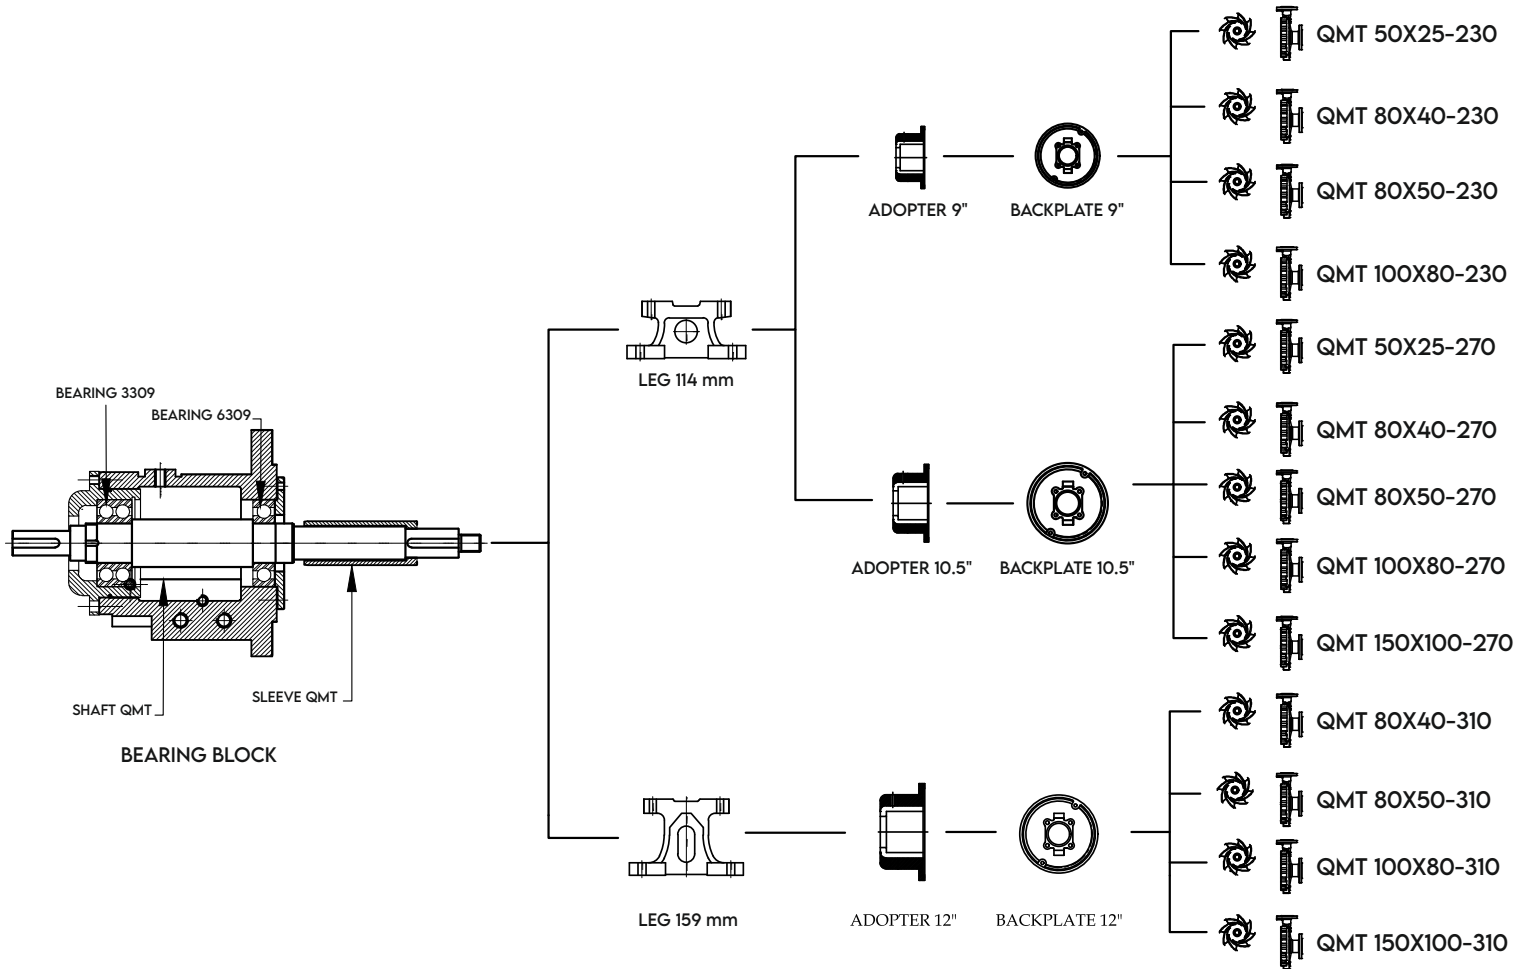 QMT 50X25-230
QMT 80X40-230
QMT 80X50-230
ADOPTER 9"
BACKPLATE 9"
QMT 100X80-230
QMT 50X25-270
LEG 114 mm
BEARING 3309
BEARING 6309
QMT 80X40-270
QMT 80X50-270
ADOPTER 10.5"
BACKPLATE 10.5"
QMT 100X80-270
QMT 150X100-270
SLEEVE QMT
SHAFT QMT
BEARING BLOCK
QMT 80X40-310
QMT 80X50-310
QMT 100X80-310
LEG 159 mm
ADOPTER 12"
BACKPLATE 12"
QMT 150X100-310